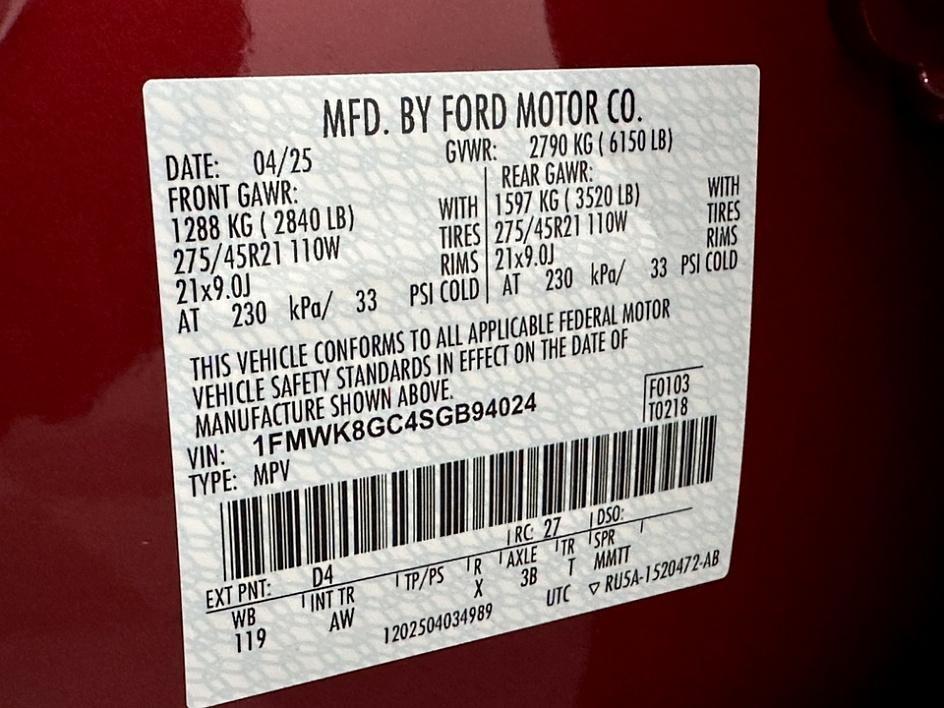 MFD. BY FORD MOTOR CO.
DATE: 04/25 GVWR: 2790 KG ( 6150 LB)
FRONT GAWR: REAR GAWR:
1288 KG ( 2840 LB) WITH 1597 KG ( 3520 LB) WITH
275/45R21 110W TIRES 275/45R21 110W TIRES
21x9.0J RIMS 21x9.0J RIMS
AT 230 kPa/ 33 PSI COLD AT 230 kPa/ 33 PSI COLD
THIS VEHICLE CONFORMS TO ALL APPLICABLE FEDERAL MOTOR
VEHICLE SAFETY STANDARDS IN EFFECT ON THE DATE OF
MANUFACTURE SHOWN ABOVE.
VIN: 1FMWK8GC4SGB94024
F0103
TYPE: MPV T0218
EXT PNT: D4 RC: 27 DSO:
WB INT TR TP/PS R AXLE TR SPR
119 AW X 3B T MMTT
1202504034989 UTC ▽ RU5A-1520472-AB